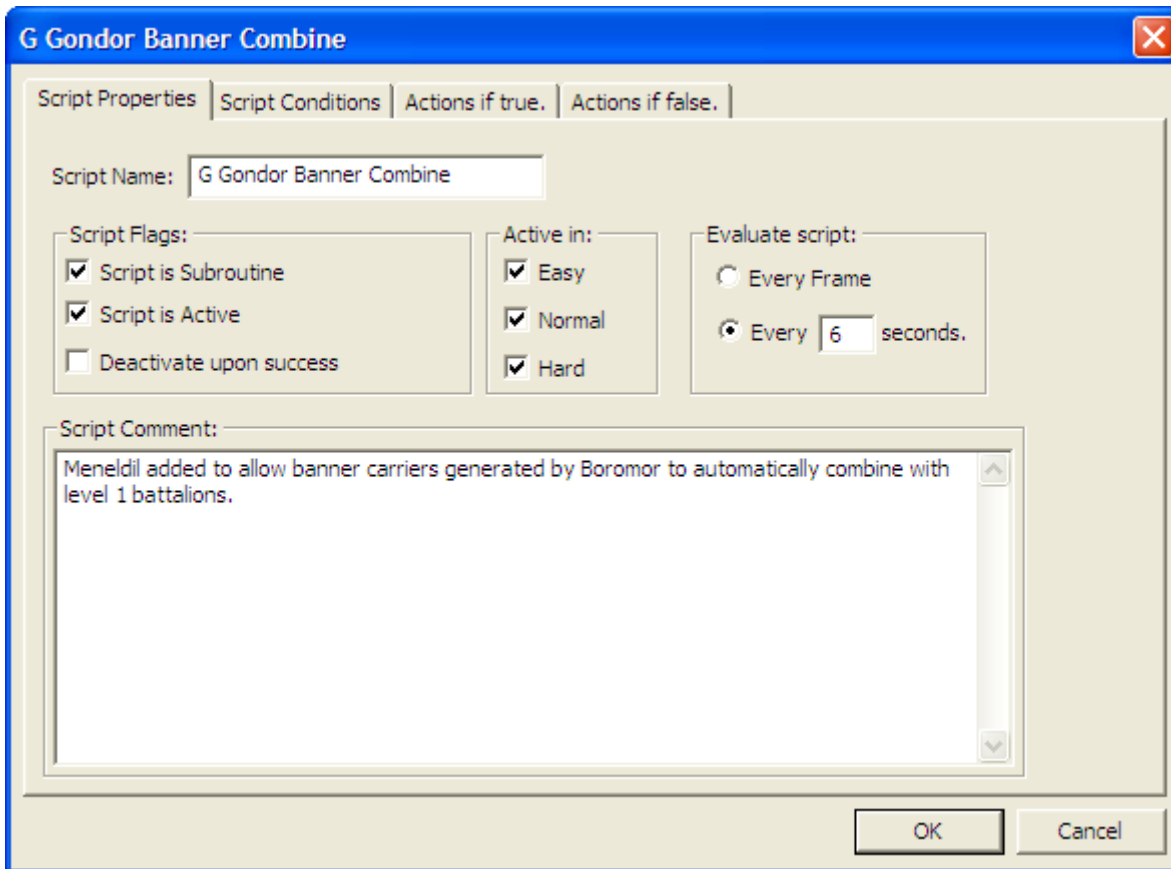 G Gondor Banner Combine
Script Properties Script Conditions Actions if true. Actions if false.
Script Name: G Gondor Banner Combine
Script Flags: Active in: Evaluate script:
Script is Subroutine Easy Every Frame
Script is Active Normal Every 6 seconds.
Deactivate upon success Hard
Script Comment:
Meneldil added to allow banner carriers generated by Boromor to automatically combine with
level 1 battalions.
OK Cancel